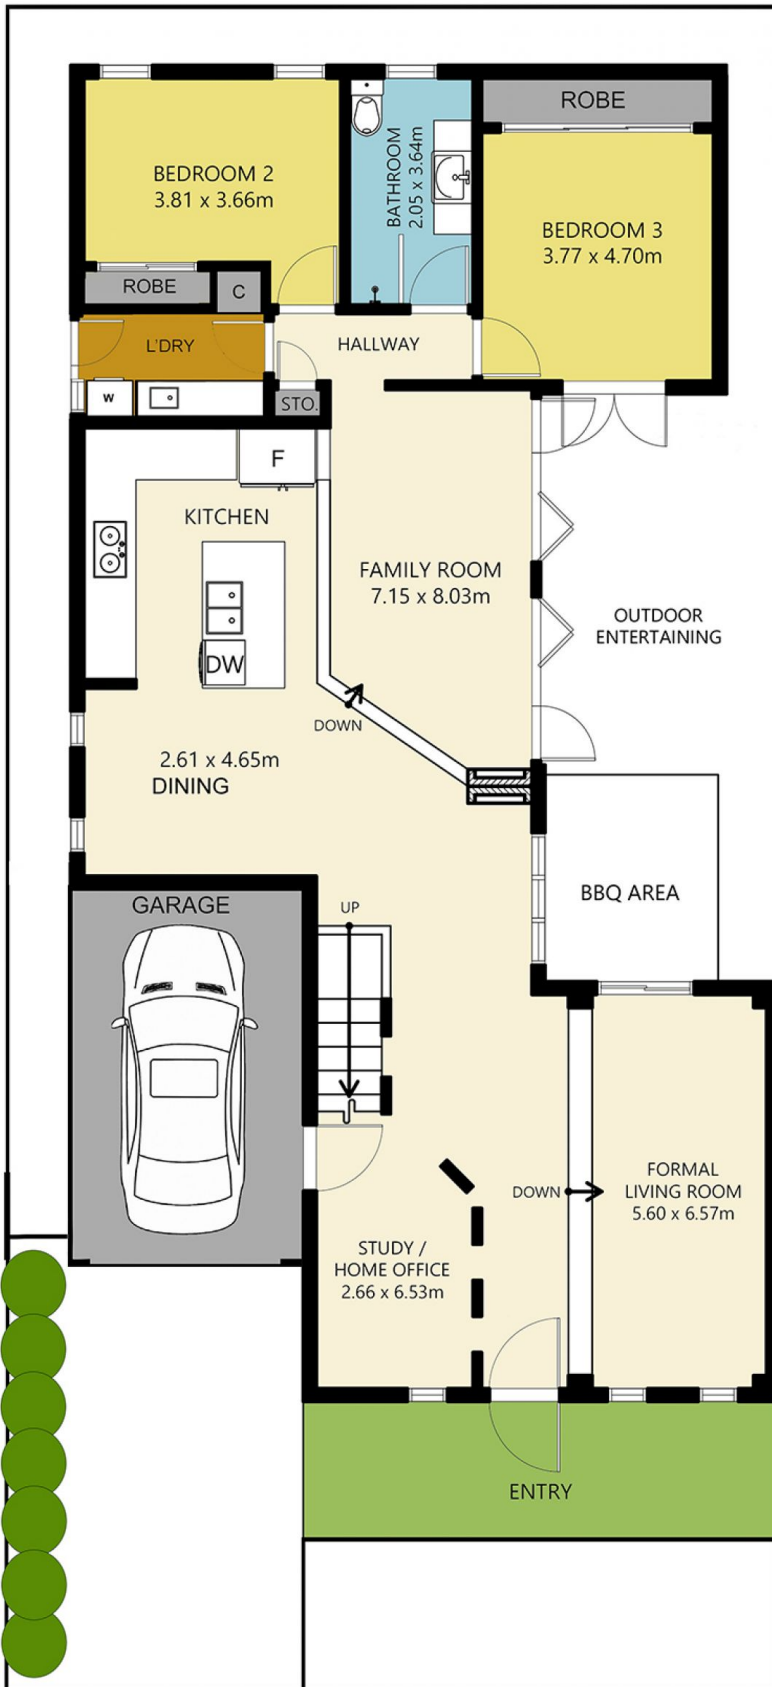 ROBE
BEDROOM 2
3.81 x 3.66m
BATHROOM
2.05 x 3.64m
BEDROOM 3
3.77 x 4.70m
ROBE
C
L'DRY
HALLWAY
W
STO.
F
KITCHEN
FAMILY ROOM
7.15 x 8.03m
OUTDOOR
ENTERTAINING
DW
DOWN
2.61 x 4.65m
DINING
GARAGE
UP
BBQ AREA
DOWN
FORMAL
LIVING ROOM
5.60 x 6.57m
STUDY /
HOME OFFICE
2.66 x 6.53m
ENTRY